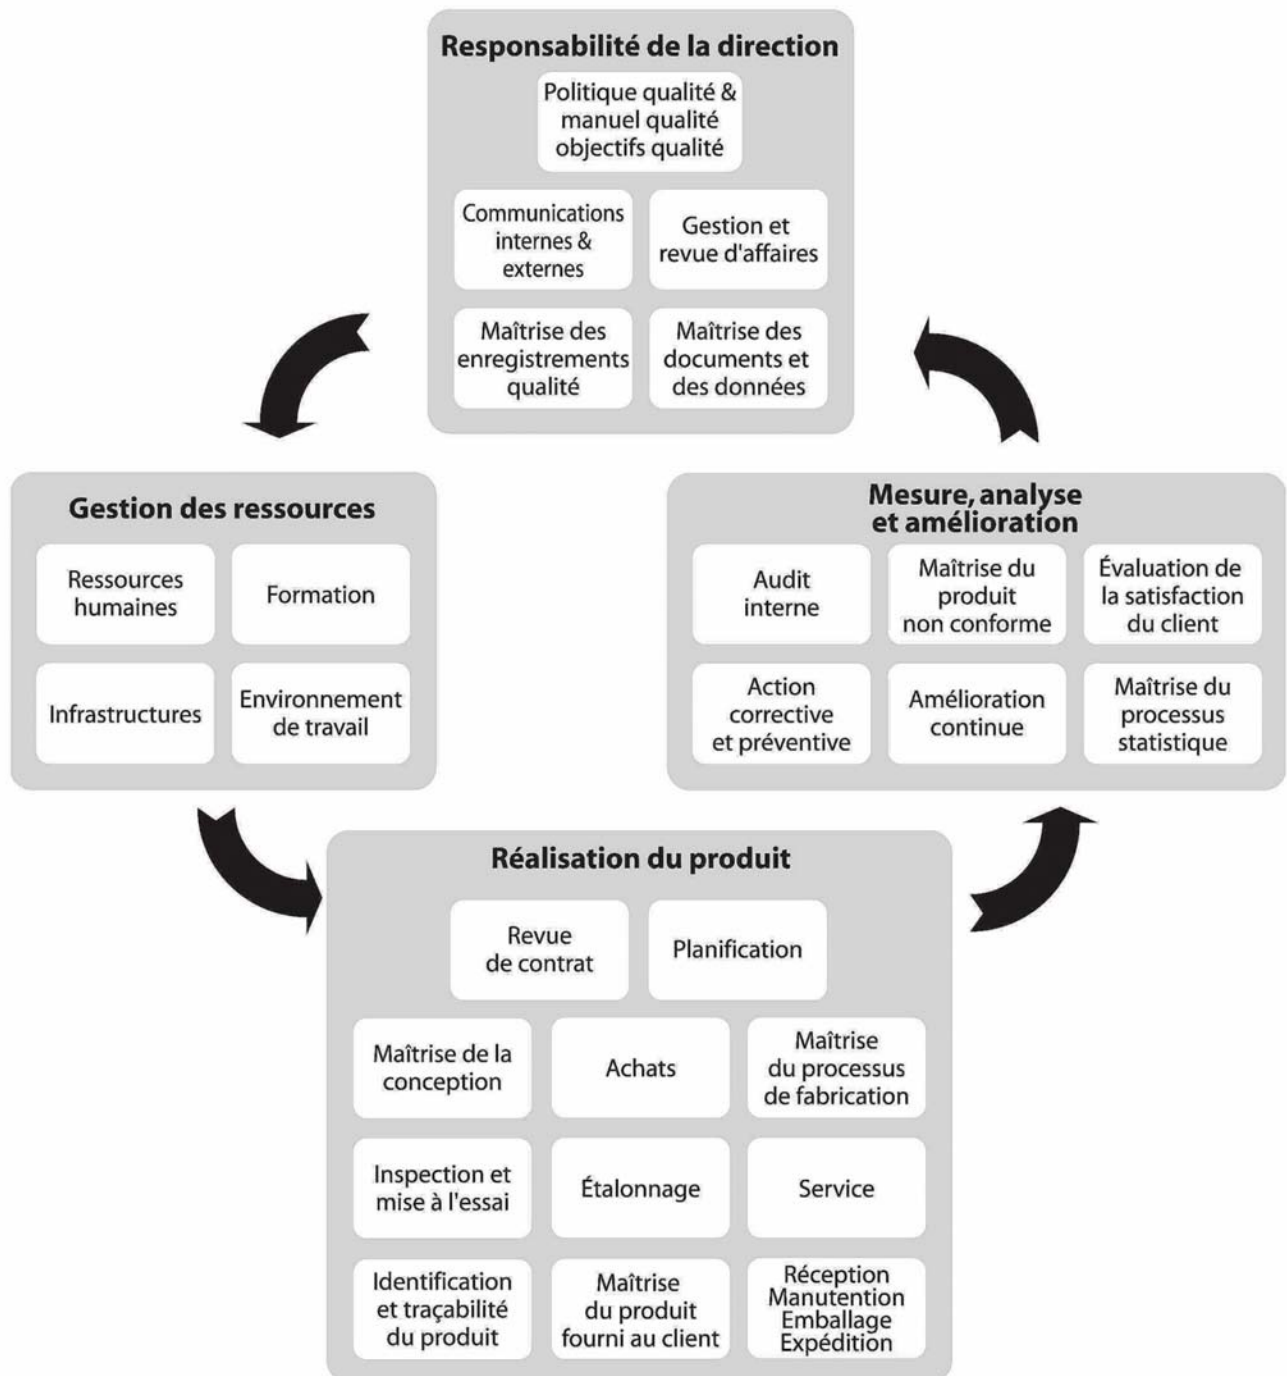 Responsabilité de la direction
Politique qualité &
manuel qualité
objectifs qualité
Communications
internes &
externes
Gestion et
revue d'affaires
Maîtrise des
enregistrements
qualité
Maîtrise des
documents et
des données
Gestion des ressources
Ressources
humaines
Formation
Infrastructures
Environnement
de travail
Mesure, analyse
et amélioration
Audit
interne
Maîtrise du
produit
non conforme
Évaluation de
la satisfaction
du client
Action
corrective
et préventive
Amélioration
continue
Maîtrise du
processus
statistique
Réalisation du produit
Revue
de contrat
Planification
Maîtrise de la
conception
Achats
Maîtrise
du processus
de fabrication
Inspection et
mise à l'essai
Étalonnage
Service
Identification
et traçabilité
du produit
Maîtrise
du produit
fourni au client
Réception
Manutention
Emballage
Expédition